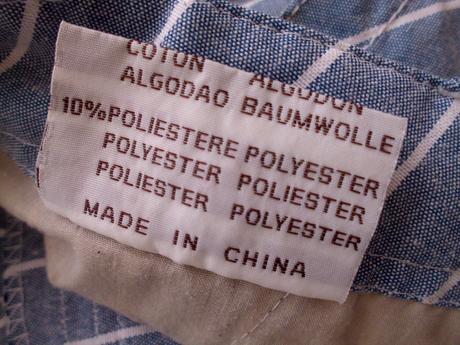 COTON ALGODON
ALGODAO BAUMWOLLE
10%POLIESTERE POLYESTER
POLYESTER POLIESTER
POLIESTER POLYESTER
MADE IN CHINA